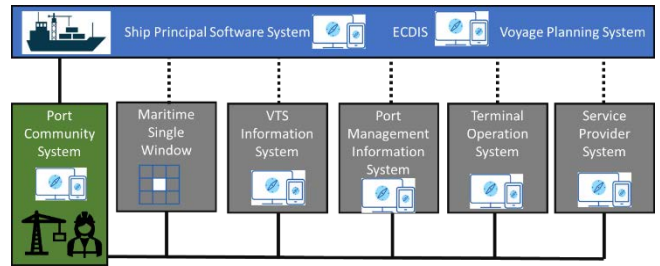 Ship Principal Software System ECDIS Voyage Planning System
Port
Community
System
Maritime
Single
Window
VTS
Information
System
Port
Management
Information
System
Terminal
Operation
System
Service
Provider
System